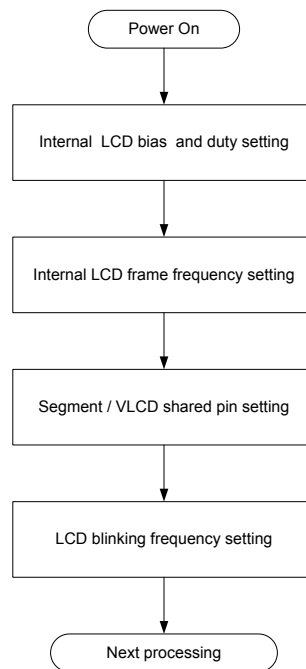 Power On
Internal LCD bias and duty setting
Internal LCD frame frequency setting
Segment / VLCD shared pin setting
LCD blinking frequency setting
Next processing